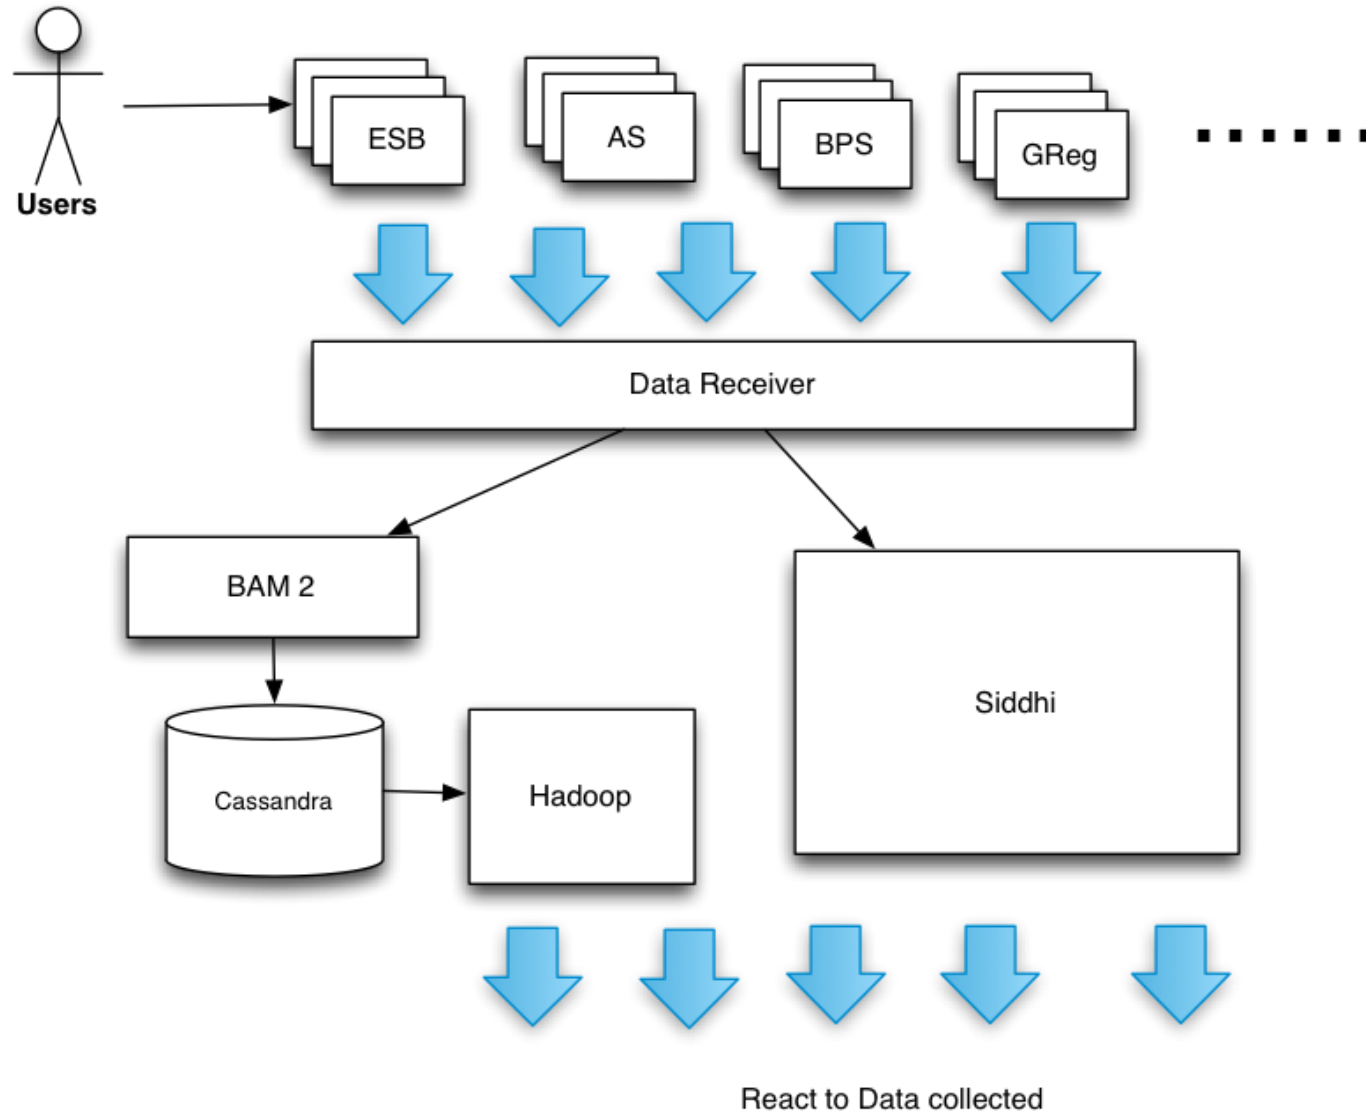 Users
ESB
AS
BPS
GReg
Data Receiver
BAM 2
Siddhi
Cassandra
Hadoop
React to Data collected